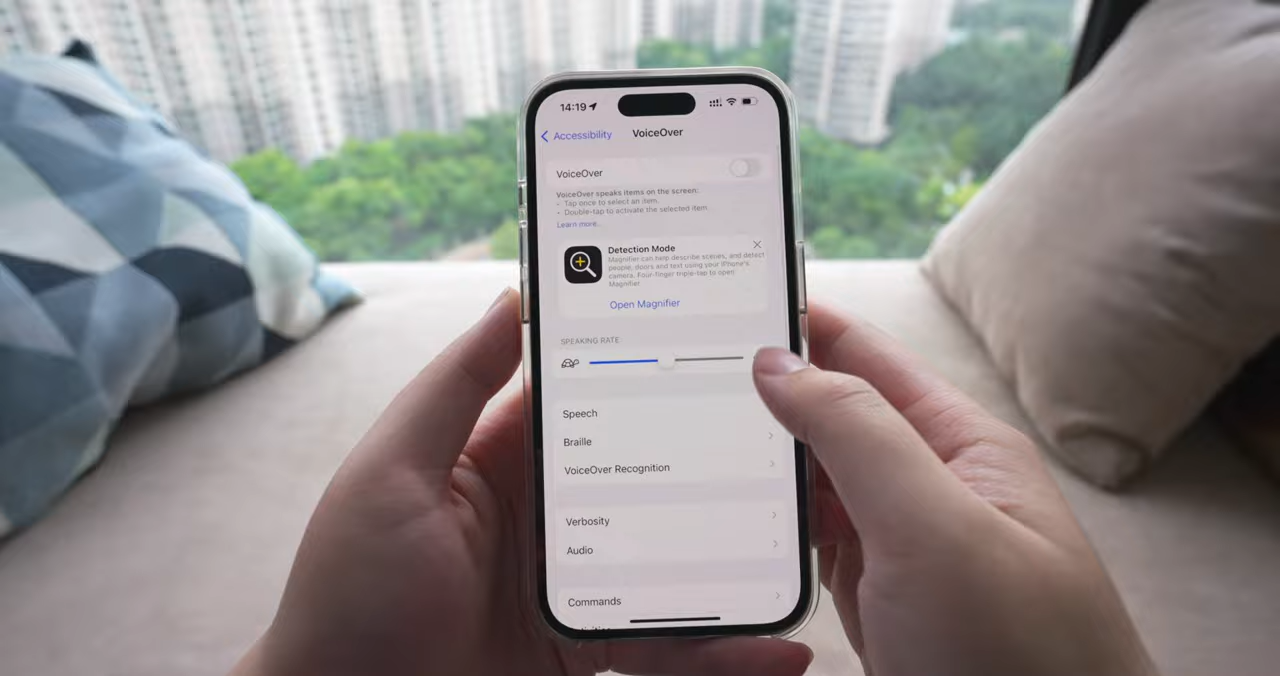 14:19
Accessibility
VoiceOver
VoiceOver
VoiceOver speaks items on the screen:
- Tap once to select an item.
- Double-tap to activate the selected item.
Learn more...
Detection Mode
Magnifier can help describe scenes, and detect
people, doors and text using your iPhone's
camera. Four-finger triple-tap to open
Magnifier.
Open Magnifier
SPEAKING RATE
Speech
Braille
VoiceOver Recognition
Verbosity
Audio
Commands